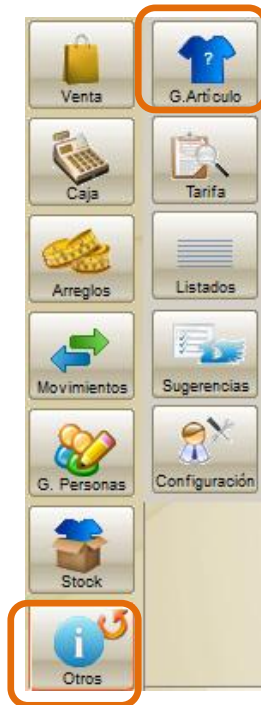 Venta
G.Artículo
Caja
Tarifa
Arreglos
Listados
Movimientos
Sugerencias
G. Personas
Configuración
Stock
Otros